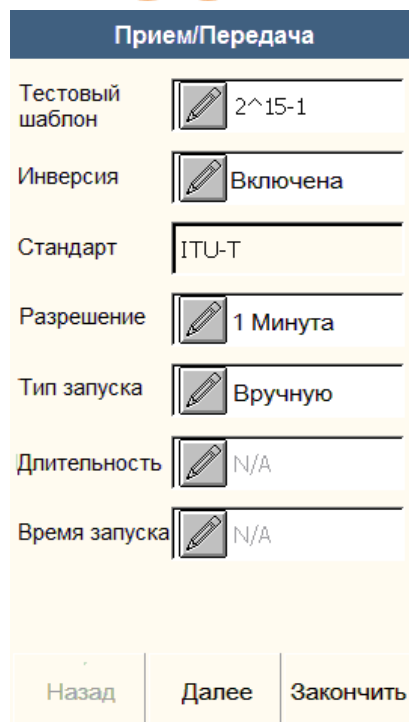 Прием/Передача
Тестовый
шаблон
2^15-1
Инверсия
Включена
Стандарт
ITU-T
Разрешение
1 Минута
Тип запуска
Вручную
Длительность
N/A
Время запуска
N/A
Назад
Далее
Закончить